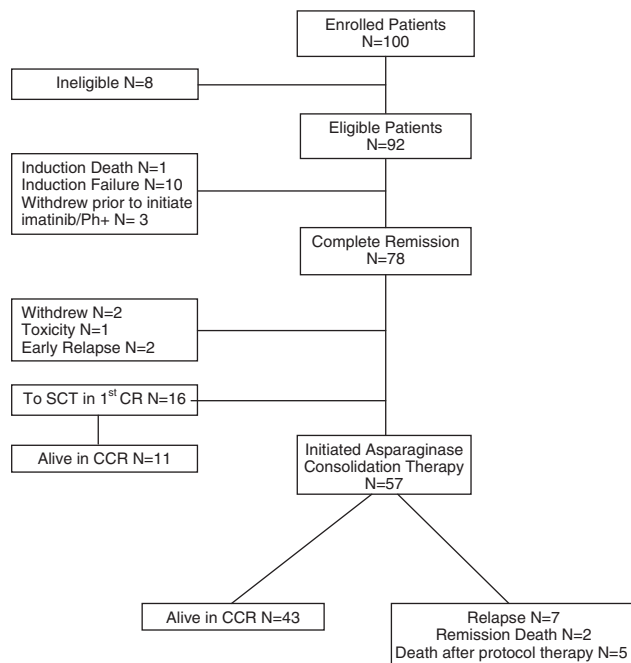 Enrolled Patients
N=100
Ineligible N=8
Eligible Patients
N=92
Induction Death N=1
Induction Failure N=10
Withdrew prior to initiate
imatinib/Ph+ N= 3
Complete Remission
N=78
Withdrew N=2
Toxicity N=1
Early Relapse N=2
To SCT in 1st CR N=16
Alive in CCR N=11
Initiated Asparaginase
Consolidation Therapy
N=57
Alive in CCR N=43
Relapse N=7
Remission Death N=2
Death after protocol therapy N=5